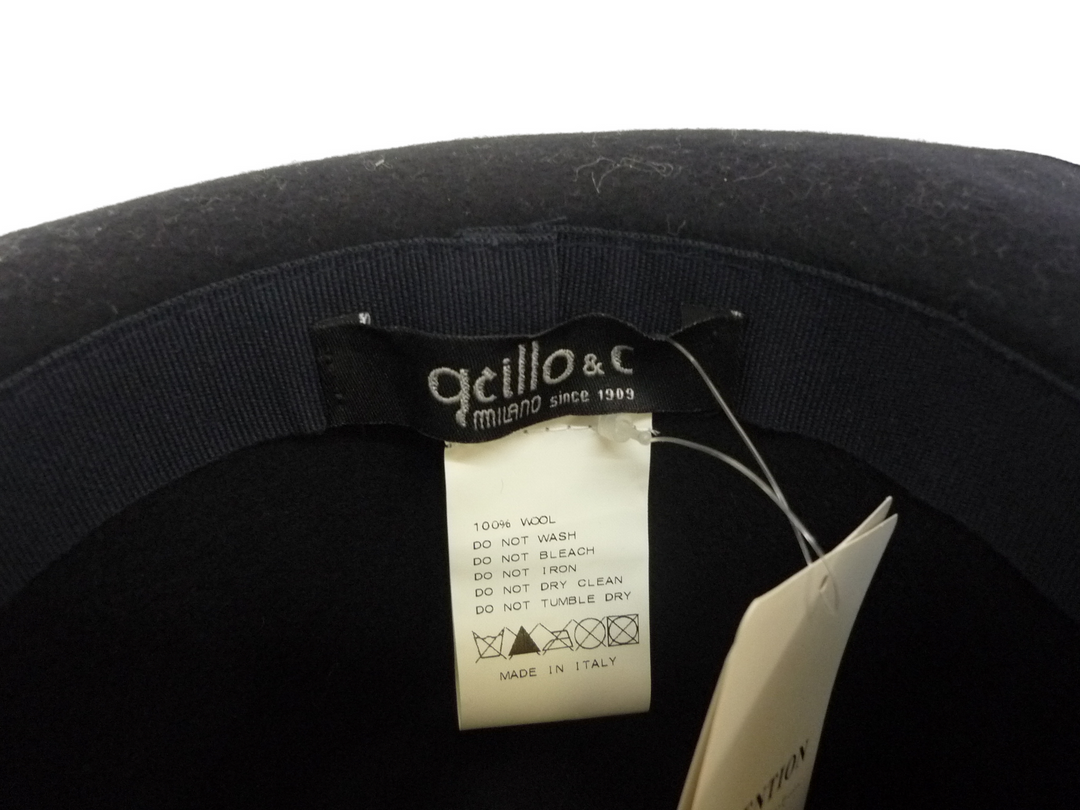 qcillo & c
MILANO since 1909
100% WOOL
DO NOT WASH
DO NOT BLEACH
DO NOT IRON
DO NOT DRY CLEAN
DO NOT TUMBLE DRY
MADE IN ITALY